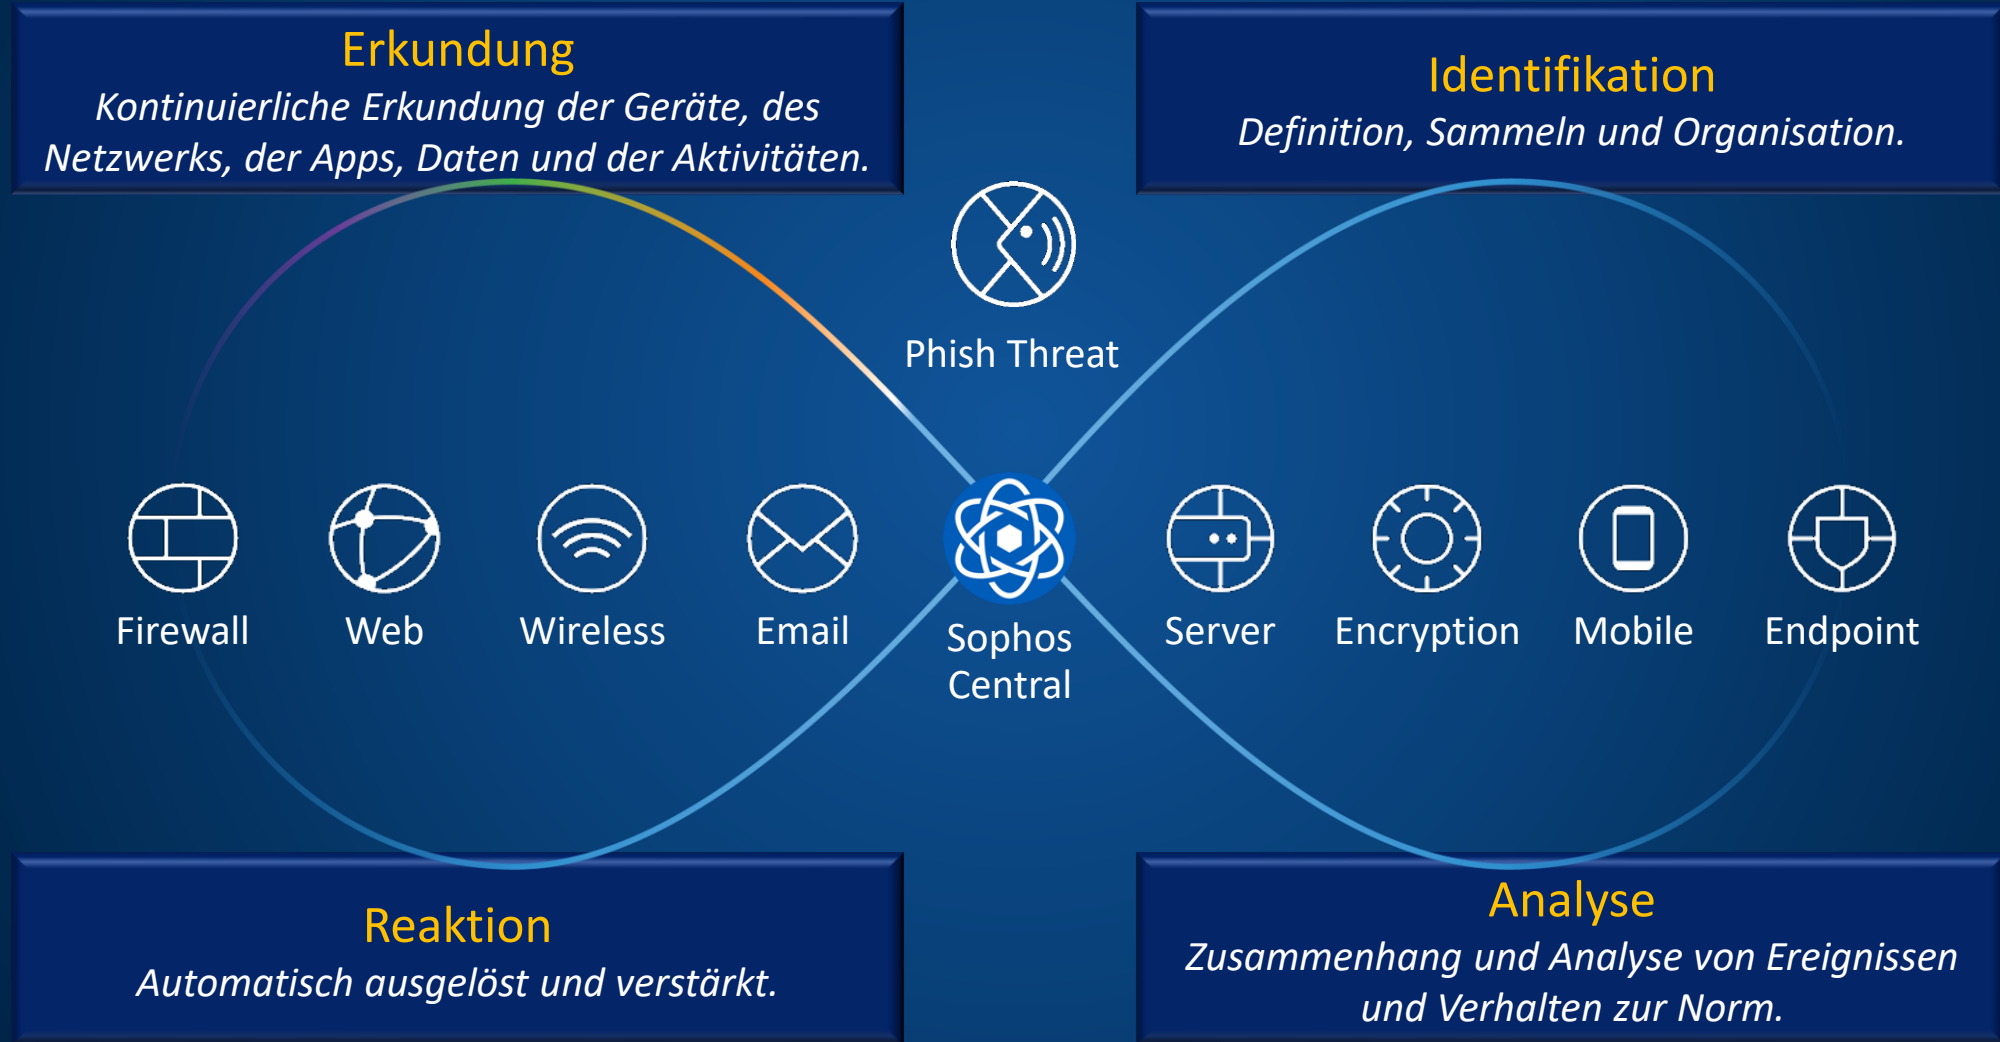 Erkundung
Kontinuierliche Erkundung der Geräte, des
Netzwerks, der Apps, Daten und der Aktivitäten.
Identifikation
Definition, Sammeln und Organisation.
Phish Threat
Firewall
Web
Wireless
Email
Sophos
Central
Server
Encryption
Mobile
Endpoint
Reaktion
Automatisch ausgelöst und verstärkt.
Analyse
Zusammenhang und Analyse von Ereignissen
und Verhalten zur Norm.